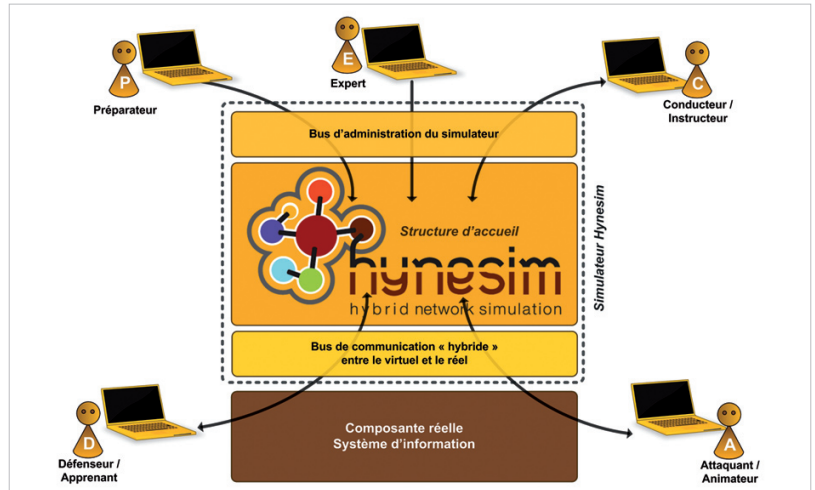 P
Préparateur
E
Expert
C
Conducteur /
Instructeur
Bus d'administration du simulateur
Structure d'accueil
hynesim
hybrid network simulation
Simulateur Hynesim
Bus de communication « hybride »
entre le virtuel et le réel
Composante réelle
Système d'information
D
Défenseur /
Apprenant
A
Attaquant /
Animateur